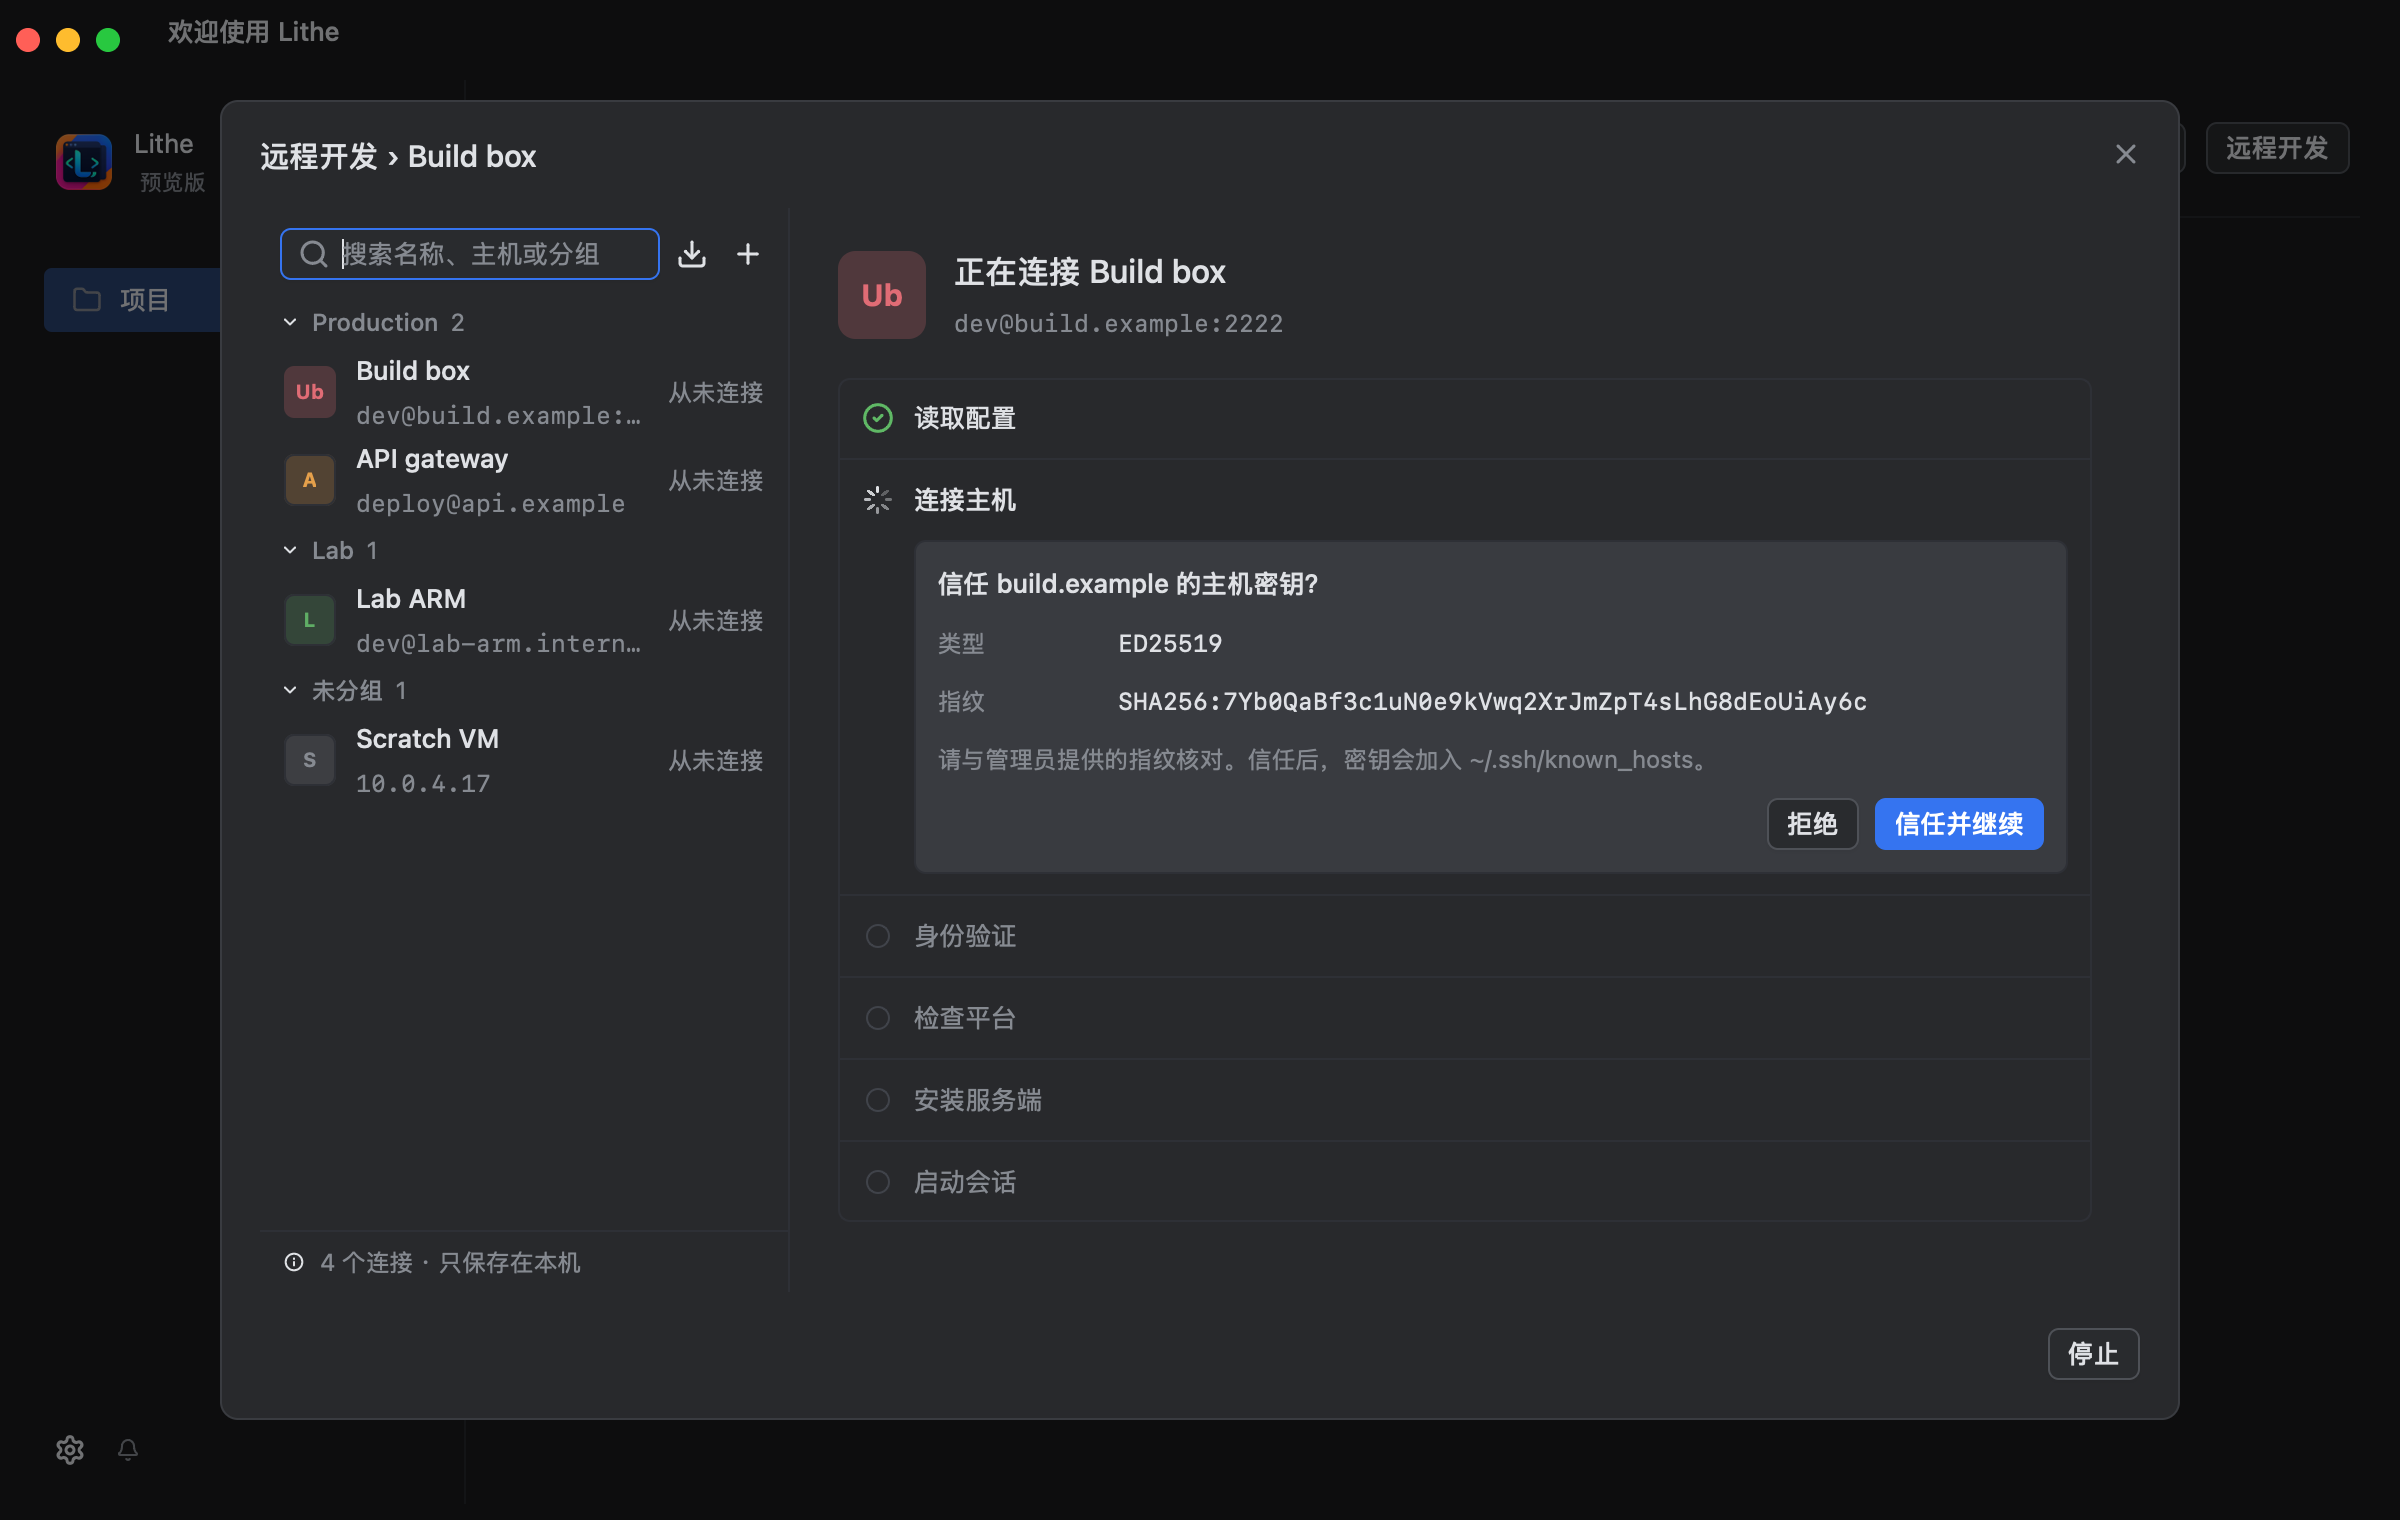 欢迎使用 Lithe
Lithe
预览版
远程开发
项目
远程开发 › Build box
搜索名称、主机或分组
Production 2
Ub
Build box
dev@build.example:…
从未连接
A
API gateway
deploy@api.example
从未连接
Lab 1
L
Lab ARM
dev@lab-arm.intern…
从未连接
未分组 1
S
Scratch VM
10.0.4.17
从未连接
4 个连接 · 只保存在本机
Ub
正在连接 Build box
dev@build.example:2222
读取配置
连接主机
信任 build.example 的主机密钥?
类型 ED25519
指纹 SHA256:7Yb0QaBf3c1uN0e9kVwq2XrJmZpT4sLhG8dEoUiAy6c
请与管理员提供的指纹核对。信任后，密钥会加入 ~/.ssh/known_hosts。
拒绝
信任并继续
身份验证
检查平台
安装服务端
启动会话
停止